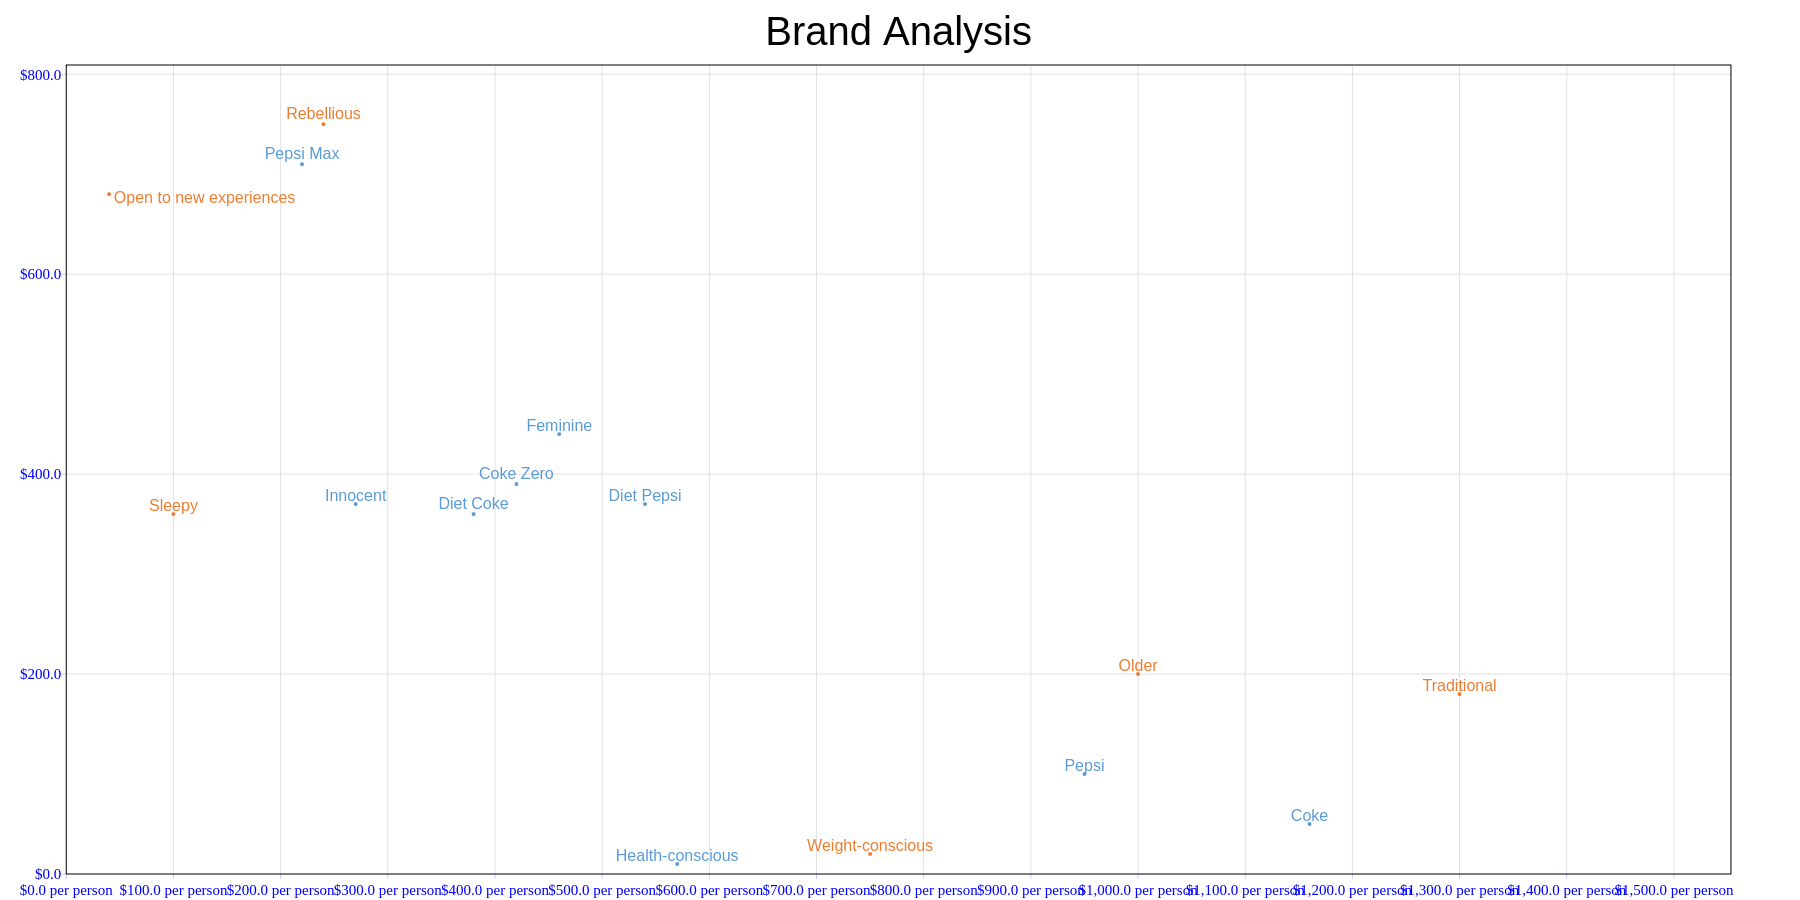 Brand Analysis
$800.0
Rebellious
Pepsi Max
Open to new experiences
$600.0
Feminine
$400.0
Coke Zero
Innocent
Diet Pepsi
Sleepy
Diet Coke
Older
$200.0
Traditional
Pepsi
Coke
Weight-conscious
Health-conscious
$0.0
$0.0 per person $100.0 per person $200.0 per person $300.0 per person $400.0 per person $500.0 per person $600.0 per person $700.0 per person $800.0 per person $900.0 per person $1,000.0 per person $1,100.0 per person $1,200.0 per person $1,300.0 per person $1,400.0 per person $1,500.0 per person